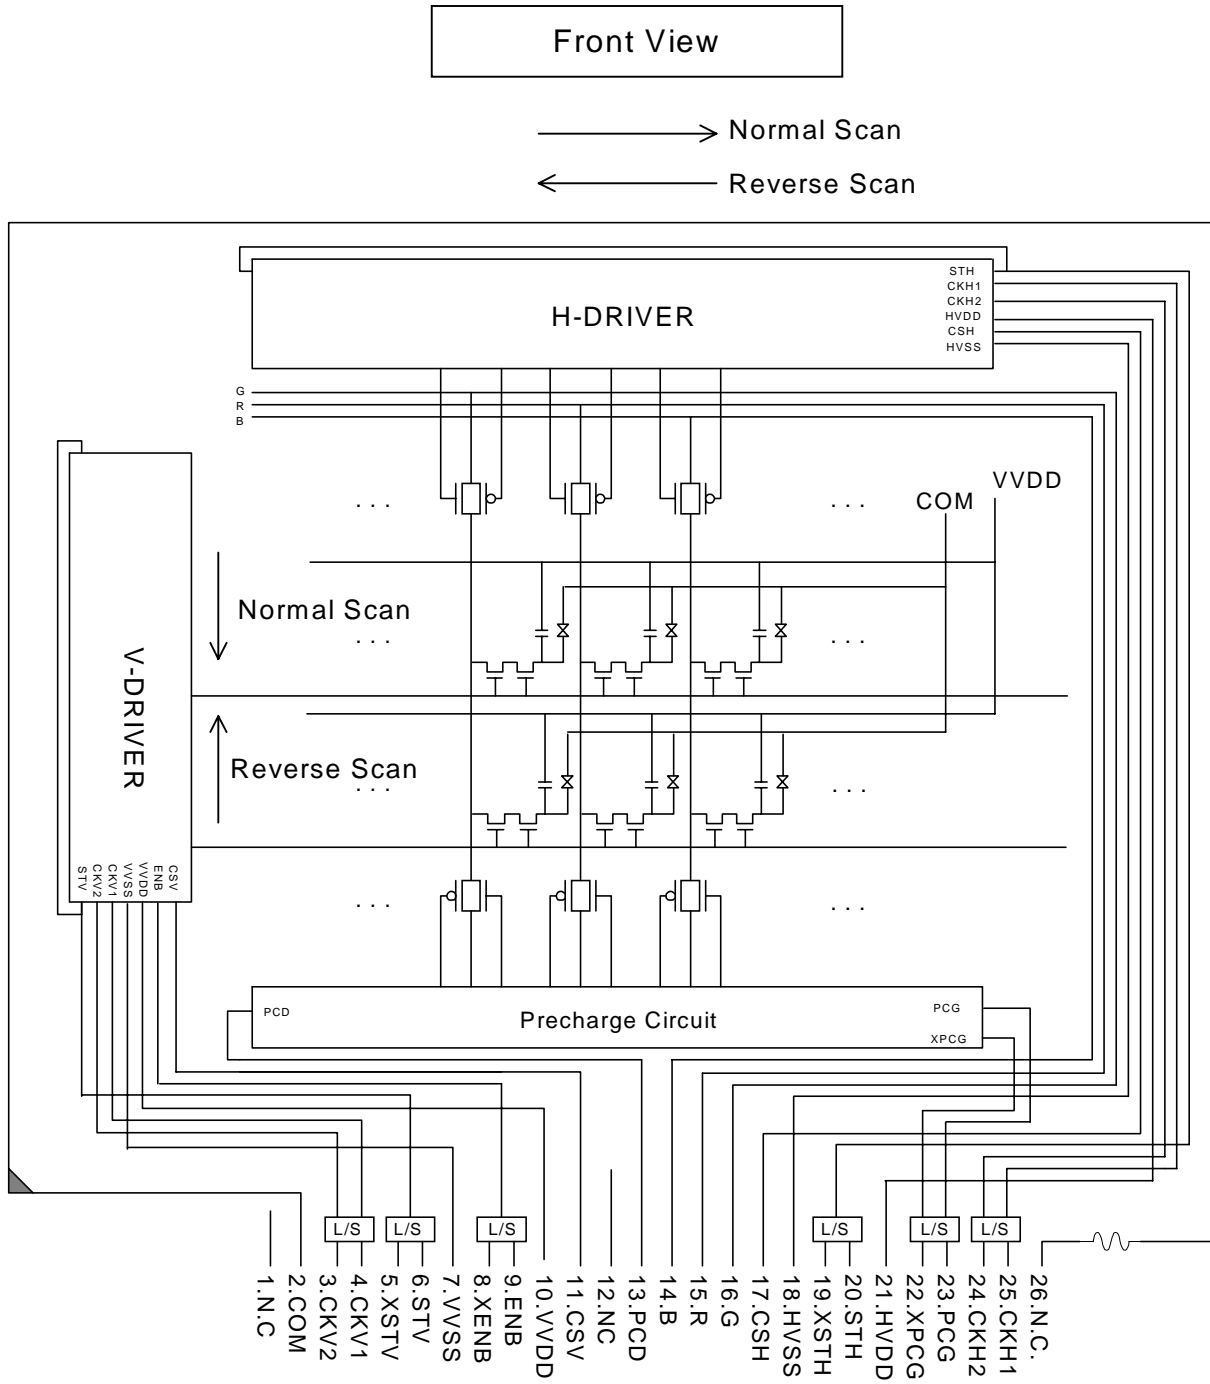 Front View
Normal Scan
Reverse Scan
STH
CKH1
CKH2
HVDD
CSH
HVSS
H-DRIVER
G
R
B
. . .
. . .
VVDD
COM
Normal Scan
. . .
. . .
V-DRIVER
Reverse Scan
. . .
. . .
STV
CKV2
CKV1
VVSS
VVDD
ENB
CSV
. . .
. . .
PCD
Precharge Circuit
PCG
XPCG
L/S
L/S
L/S
L/S
L/S
L/S
1.N.C
2.COM
3.CKV2
4.CKV1
5.XSTV
6.STV
7.VVSS
8.XENB
9.ENB
10.VVDD
11.CSV
12.NC
13.PCD
14.B
15.R
16.G
17.CSH
18.HVSS
19.XSTH
20.STH
21.HVDD
22.XPCG
23.PCG
24.CKH2
25.CKH1
26.N.C.